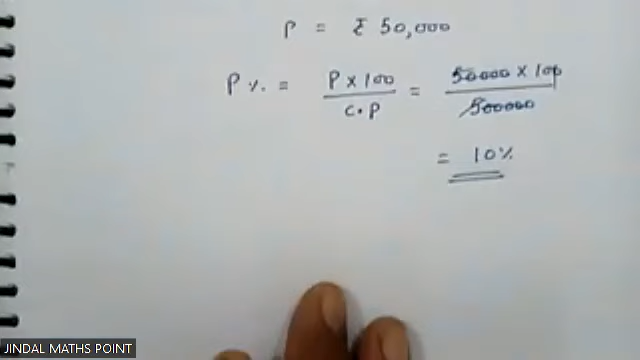 P = ₹ 50,000
P % = P × 100 / C.P = 50000 × 100 / 500000
= 10%
JINDAL MATHS POINT